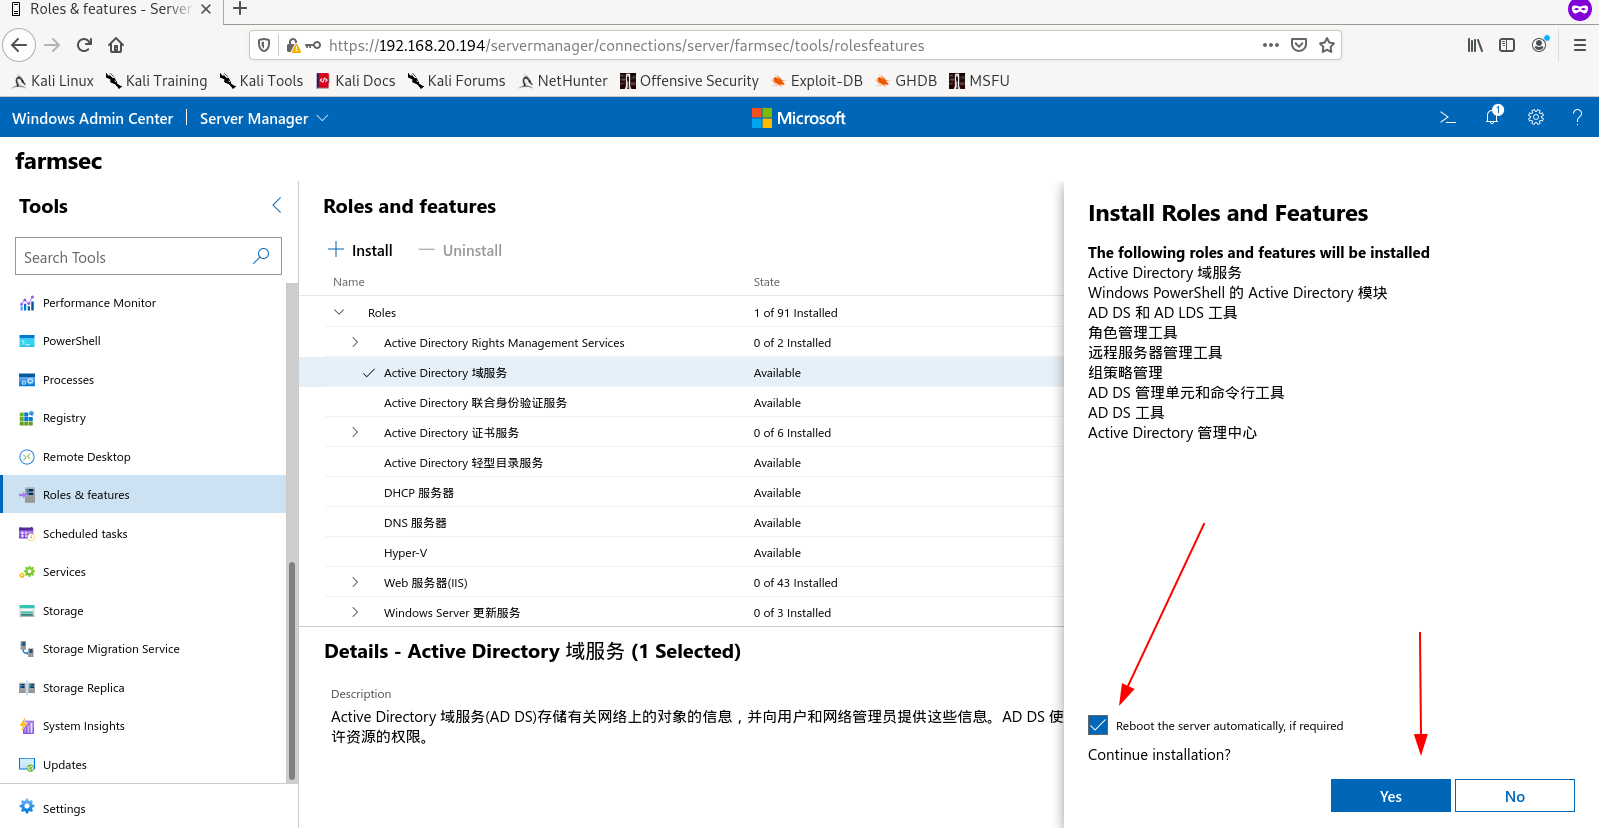 Roles & features - Server
https://192.168.20.194/servermanager/connections/server/farmsec/tools/rolesfeatures
Kali Linux Kali Training Kali Tools Kali Docs Kali Forums NetHunter Offensive Security Exploit-DB GHDB MSFU
Windows Admin Center Server Manager Microsoft 1 ?
farmsec
Tools
Search Tools
Performance Monitor
PowerShell
Processes
Registry
Remote Desktop
Roles & features
Scheduled tasks
Services
Storage
Storage Migration Service
Storage Replica
System Insights
Updates
Settings
Roles and features
Install Uninstall
Name State
Roles 1 of 91 Installed
Active Directory Rights Management Services 0 of 2 Installed
Active Directory 域服务 Available
Active Directory 联合身份验证服务 Available
Active Directory 证书服务 0 of 6 Installed
Active Directory 轻型目录服务 Available
DHCP 服务器 Available
DNS 服务器 Available
Hyper-V Available
Web 服务器(IIS) 0 of 43 Installed
Windows Server 更新服务 0 of 3 Installed
Details - Active Directory 域服务 (1 Selected)
Description
Active Directory 域服务(AD DS)存储有关网络上的对象的信息，并向用户和网络管理员提供这些信息。AD DS 使
许资源的权限。
Install Roles and Features
The following roles and features will be installed
Active Directory 域服务
Windows PowerShell 的 Active Directory 模块
AD DS 和 AD LDS 工具
角色管理工具
远程服务器管理工具
组策略管理
AD DS 管理单元和命令行工具
AD DS 工具
Active Directory 管理中心
Reboot the server automatically, if required
Continue installation?
Yes No